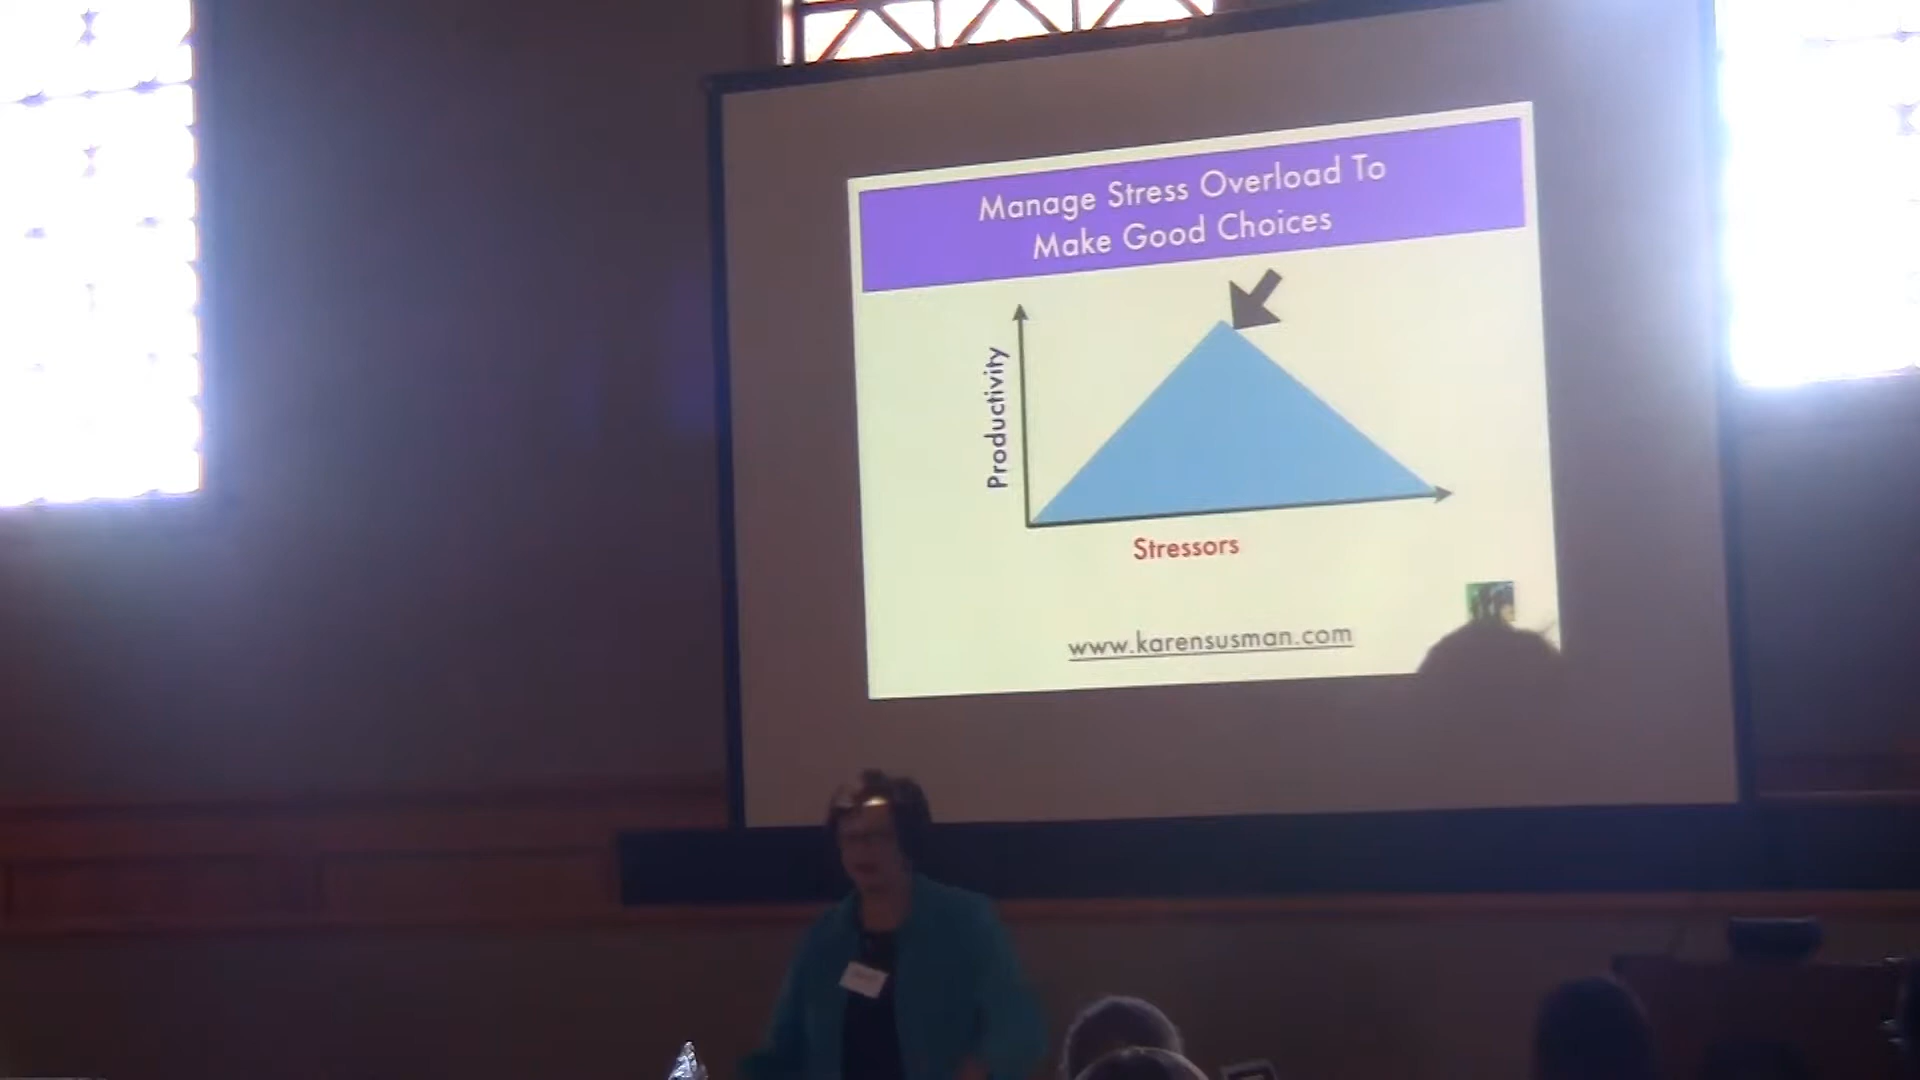 Manage Stress Overload To
Make Good Choices
Productivity
Stressors
www.karensusman.com